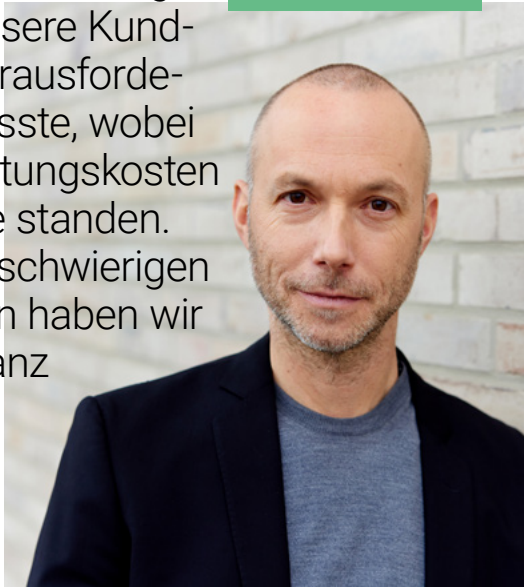 sere Kund-
rausforde-
sste, wobei
tungskosten
e standen.
schwierigen
n haben wir
anz